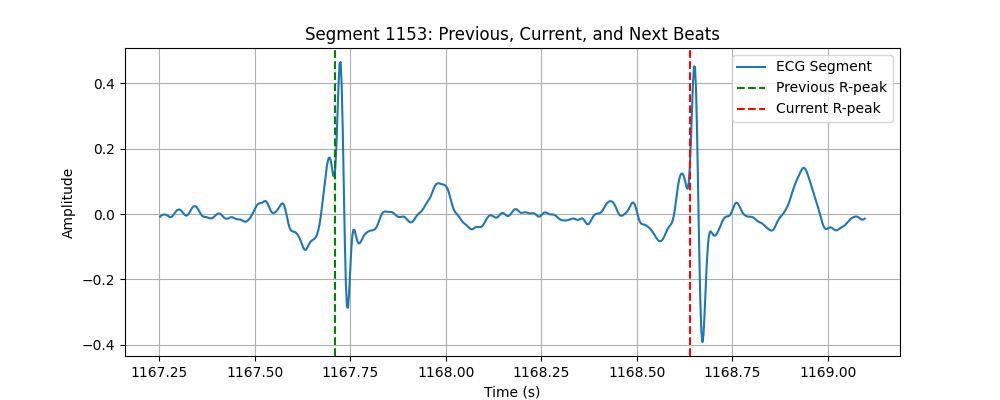 Segment 1153: Previous, Current, and Next Beats
ECG Segment
Previous R-peak
Current R-peak
Amplitude
0.4
0.2
0.0
−0.2
−0.4
1167.25 1167.50 1167.75 1168.00 1168.25 1168.50 1168.75 1169.00
Time (s)